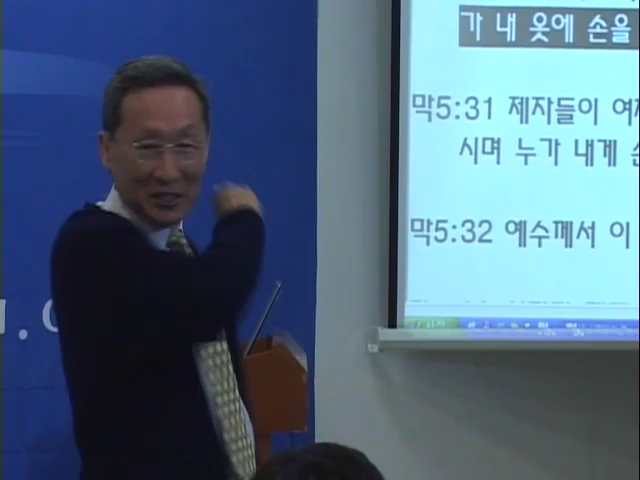 가 내 옷에 손을
막5:31 제자들이 여
시며 누가 내게 손
막5:32 예수께서 이